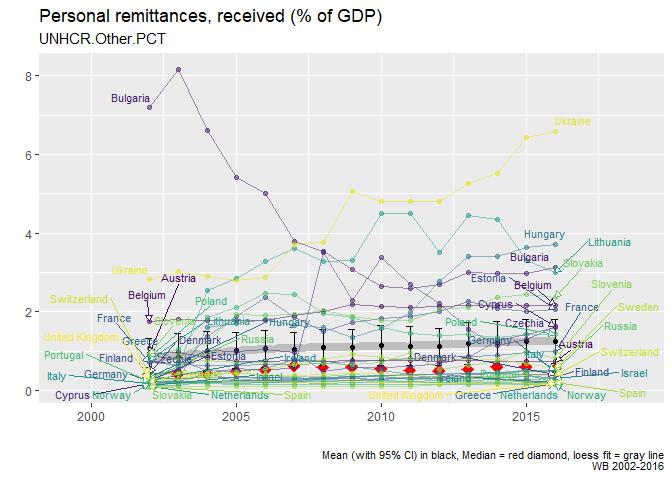 Personal remittances, received (% of GDP)
UNHCR.Other.PCT
8
Bulgaria
Ukraine
6
4
Hungary
Lithuania
Bulgaria
Slovakia
Ukraine
Austria
Estonia
Belgium
Slovenia
Belgium
Switzerland
Poland
Cyprus
France
Sweden
2
France
Slovenia
Lithuania
Hungary
Poland
Czechia
Russia
United Kingdom
Greece
Denmark
Russia
Germany
Austria
Portugal
Finland
Czechia
Estonia
Ireland
Denmark
Portugal
Italy
Switzerland
Italy
Germany
Israel
Ireland
Finland
Israel
0
Cyprus
Norway
Slovakia
Netherlands
Spain
United Kingdom
Greece
Netherlands
Norway
Spain
2000
2005
2010
2015
Mean (with 95% CI) in black, Median = red diamond, loess fit = gray line
WB 2002-2016